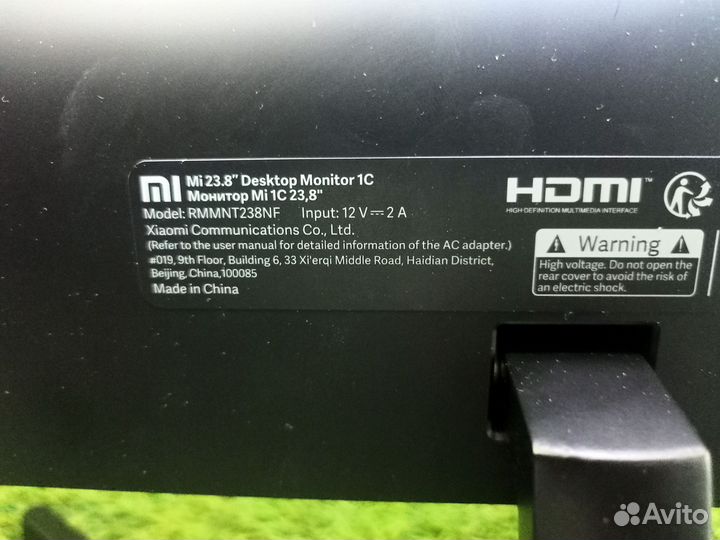 mi Mi 23.8" Desktop Monitor 1C
Монитор Mi 1C 23,8"
Model: RMMNT238NF Input: 12 V⎓2 A
Xiaomi Communications Co., Ltd.
(Refer to the user manual for detailed information of the AC adapter.)
#019, 9th Floor, Building 6, 33 Xi'erqi Middle Road, Haidian District,
Beijing, China,100085
Made in China
HDMI™
HIGH-DEFINITION MULTIMEDIA INTERFACE
Warning
High voltage. Do not open the
rear cover to avoid the risk of
an electric shock.
Avito